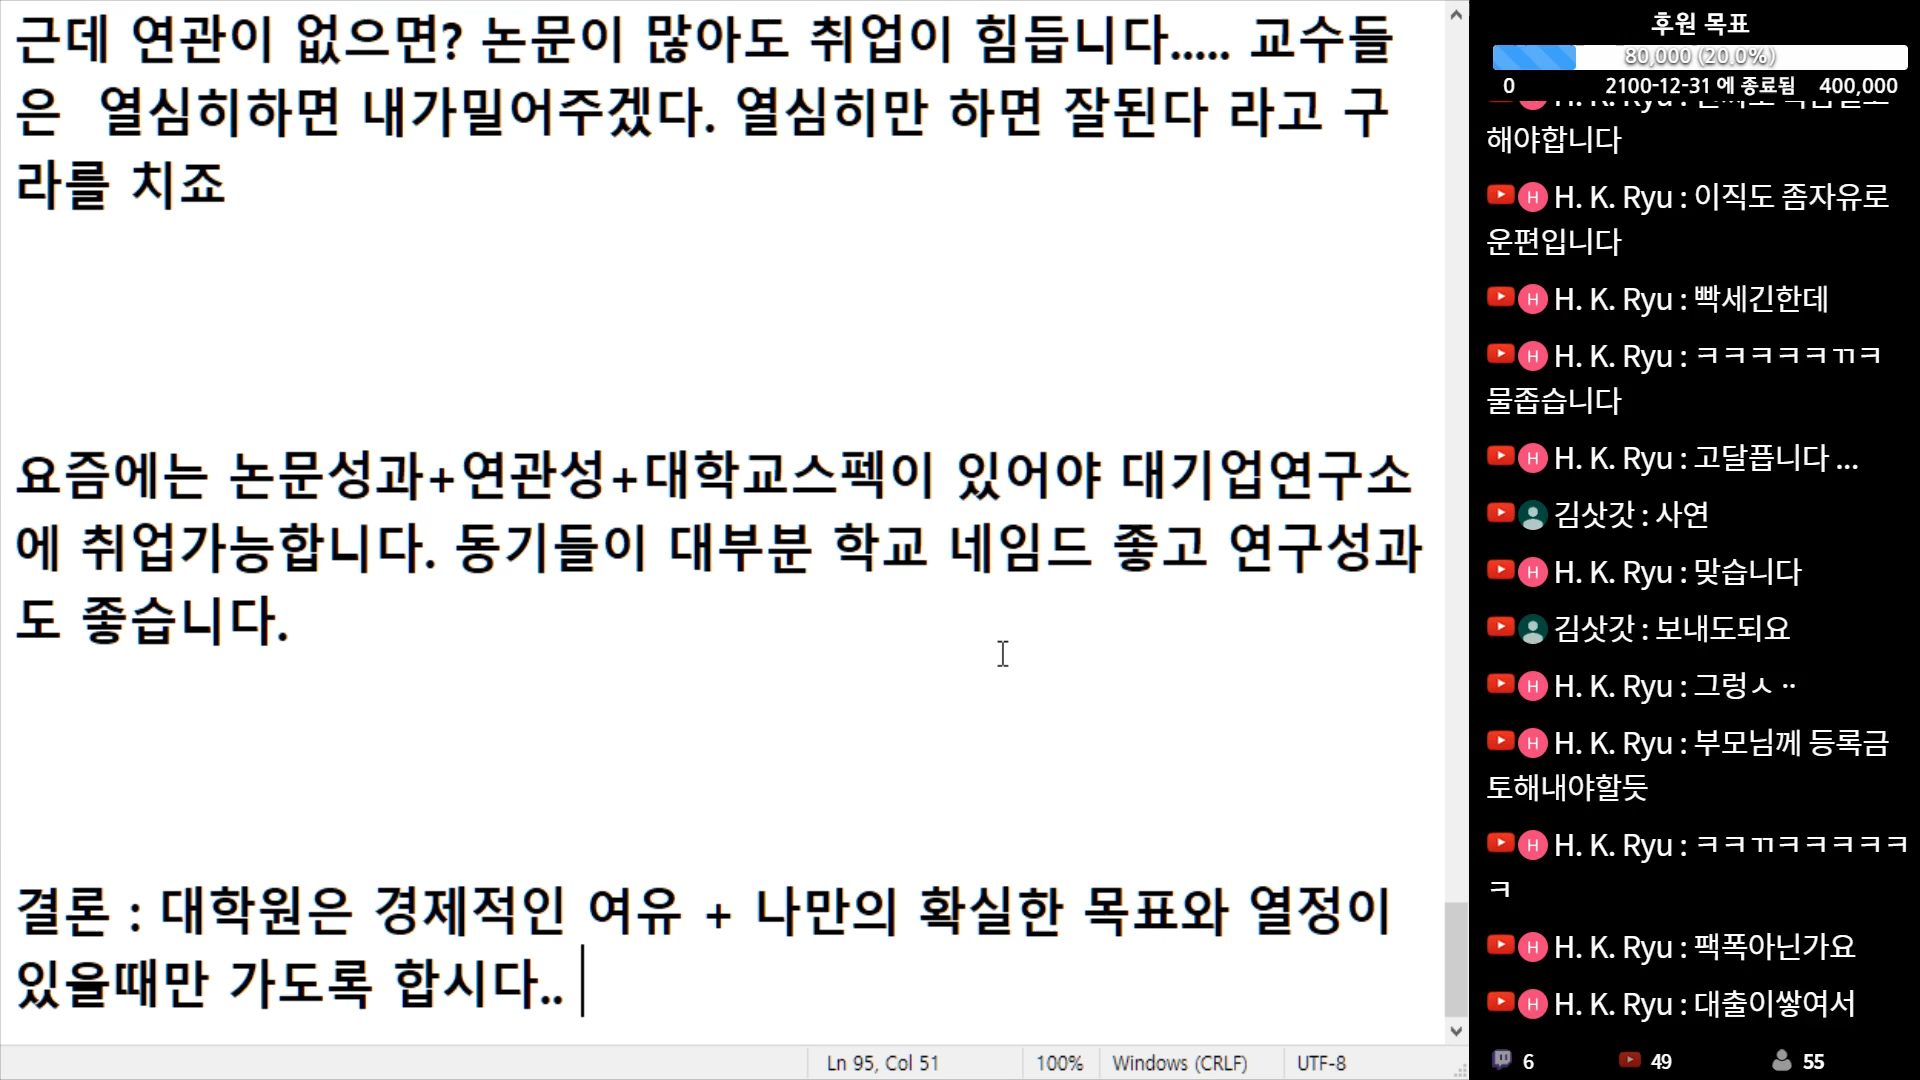 근데 연관이 없으면? 논문이 많아도 취업이 힘듭니다..... 교수들
은  열심히하면 내가밀어주겠다. 열심히만 하면 잘된다 라고 구
라를 치죠
요즘에는 논문성과+연관성+대학교스펙이 있어야 대기업연구소
에 취업가능합니다. 동기들이 대부분 학교 네임드 좋고 연구성과
도 좋습니다.
결론 : 대학원은 경제적인 여유 + 나만의 확실한 목표와 열정이
있을때만 가도록 합시다..
Ln 95, Col 51
100%
Windows (CRLF)
UTF-8
후원 목표
80,000 (20.0%)
0
2100-12-31 에 종료됨
400,000
H. K. Ryu :
해야합니다
H. K. Ryu : 이직도 좀자유로
운편입니다
H. K. Ryu : 빡세긴한데
H. K. Ryu : ㅋㅋㅋㅋㅋㄲㅋ
물좁습니다
H. K. Ryu : 고달픕니다 ...
김삿갓 : 사연
H. K. Ryu : 맞습니다
김삿갓 : 보내도되요
H. K. Ryu : 그렁ㅅ ··
H. K. Ryu : 부모님께 등록금
토해내야할듯
H. K. Ryu : ㅋㅋㄲㅋㅋㅋㅋㅋ
ㅋ
H. K. Ryu : 팩폭아닌가요
H. K. Ryu : 대출이쌓여서
6
49
55